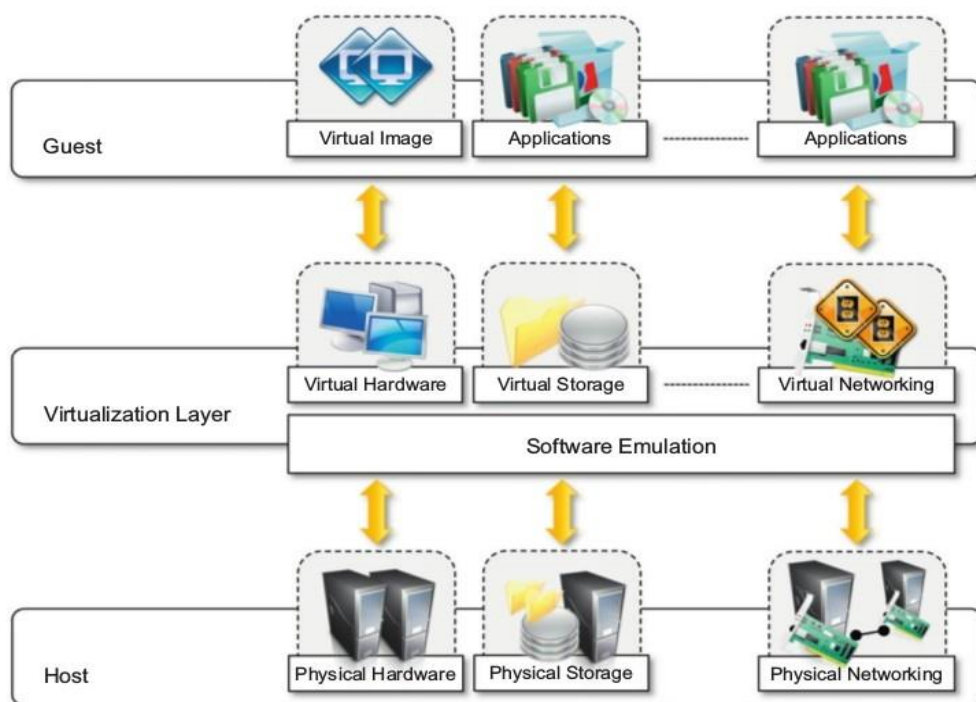 Virtual Image
Applications
Applications
Guest
Virtual Hardware
Virtual Storage
Virtual Networking
Virtualization Layer
Software Emulation
Physical Hardware
Physical Storage
Physical Networking
Host